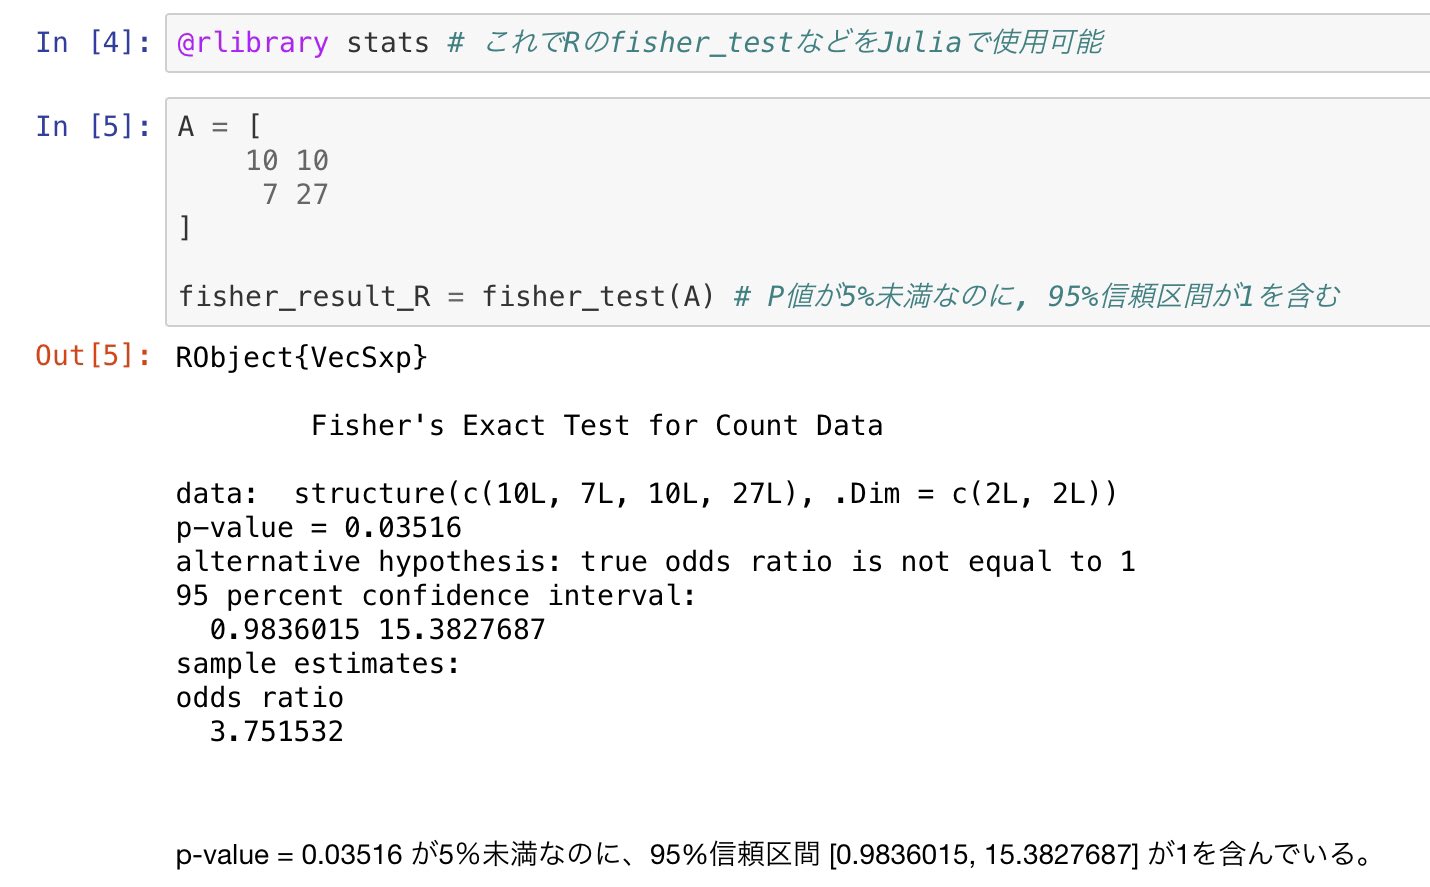 In [4]: @rlibrary stats # これでRのfisher_testなどをJuliaで使用可能
In [5]: A = [
10 10
7 27
]
fisher_result_R = fisher_test(A) # P値が5%未満なのに, 95%信頼区間が1を含む
Out[5]: RObject{VecSxp}
Fisher's Exact Test for Count Data
data:  structure(c(10L, 7L, 10L, 27L), .Dim = c(2L, 2L))
p-value = 0.03516
alternative hypothesis: true odds ratio is not equal to 1
95 percent confidence interval:
0.9836015 15.3827687
sample estimates:
odds ratio
3.751532
p-value = 0.03516 が5%未満なのに、95%信頼区間 [0.9836015, 15.3827687] が1を含んでいる。